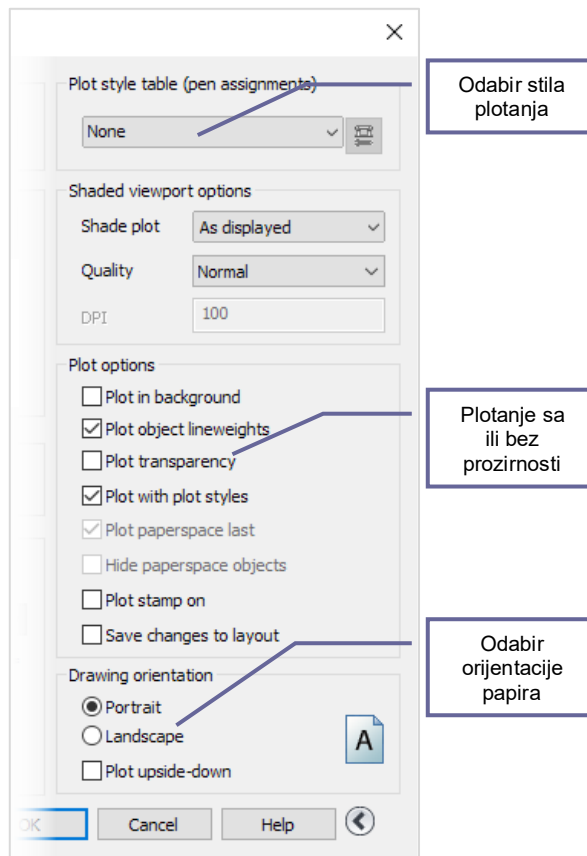 Plot style table (pen assignments)
None
Odabir stila
plotanja
Shaded viewport options
Shade plot
As displayed
Quality
Normal
DPI
100
Plot options
Plot in background
Plot object lineweights
Plot transparency
Plot with plot styles
Plot paperspace last
Hide paperspace objects
Plot stamp on
Save changes to layout
Plotanje sa
ili bez
prozirnosti
Drawing orientation
Portrait
Landscape
Plot upside-down
A
Odabir
orijentacije
papira
OK
Cancel
Help